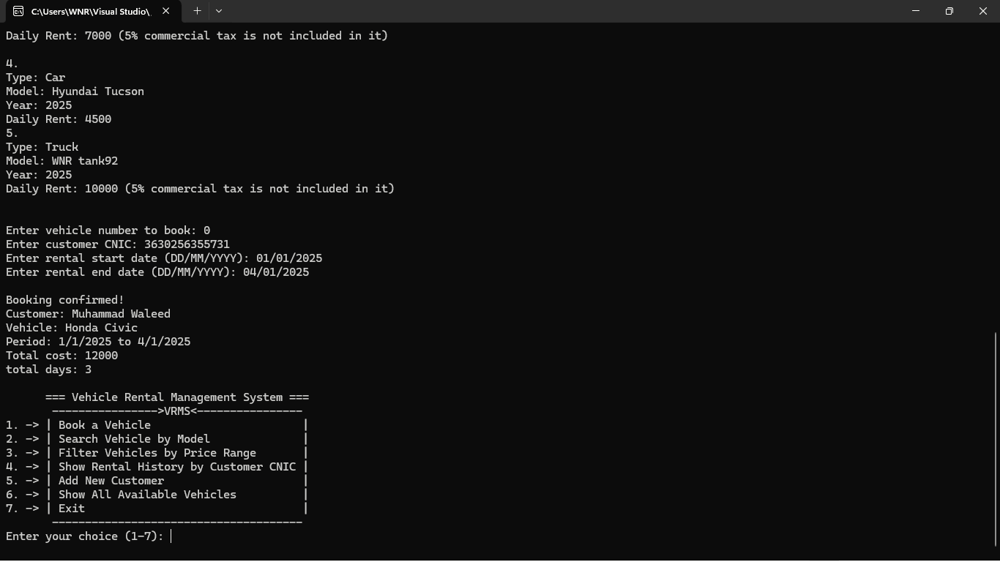 C:\Users\WNR\Visual Studio\
Daily Rent: 7000 (5% commercial tax is not included in it)
4.
Type: Car
Model: Hyundai Tucson
Year: 2025
Daily Rent: 4500
5.
Type: Truck
Model: WNR tank92
Year: 2025
Daily Rent: 10000 (5% commercial tax is not included in it)
Enter vehicle number to book: 0
Enter customer CNIC: 3630256355731
Enter rental start date (DD/MM/YYYY): 01/01/2025
Enter rental end date (DD/MM/YYYY): 04/01/2025
Booking confirmed!
Customer: Muhammad Waleed
Vehicle: Honda Civic
Period: 1/1/2025 to 4/1/2025
Total cost: 12000
total days: 3
=== Vehicle Rental Management System ===
---------------->VRMS<----------------
1. -> | Book a Vehicle |
2. -> | Search Vehicle by Model |
3. -> | Filter Vehicles by Price Range |
4. -> | Show Rental History by Customer CNIC |
5. -> | Add New Customer |
6. -> | Show All Available Vehicles |
7. -> | Exit |
--------------------------------------
Enter your choice (1-7):